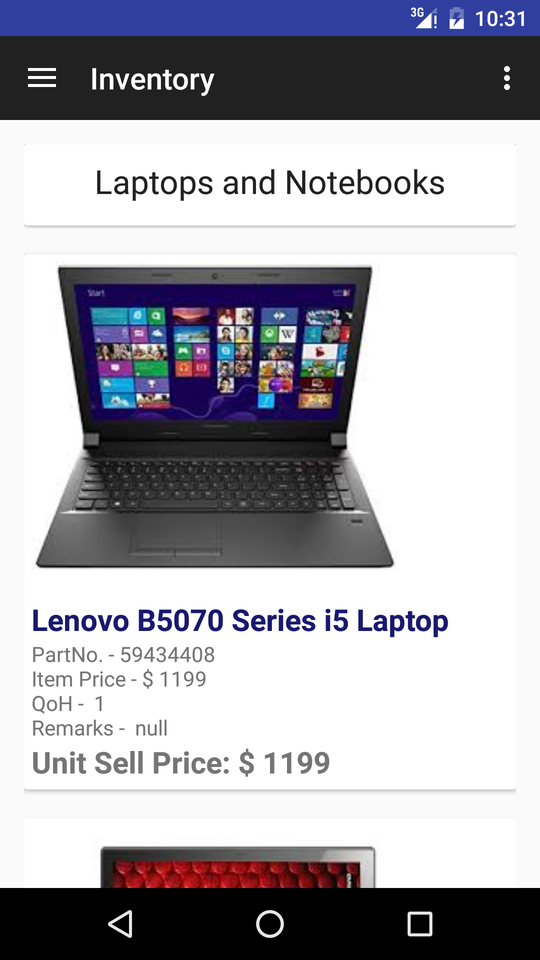 3G 10:31
Inventory
Laptops and Notebooks
Start
Lenovo B5070 Series i5 Laptop
PartNo. - 59434408
Item Price - $ 1199
QoH - 1
Remarks - null
Unit Sell Price: $ 1199